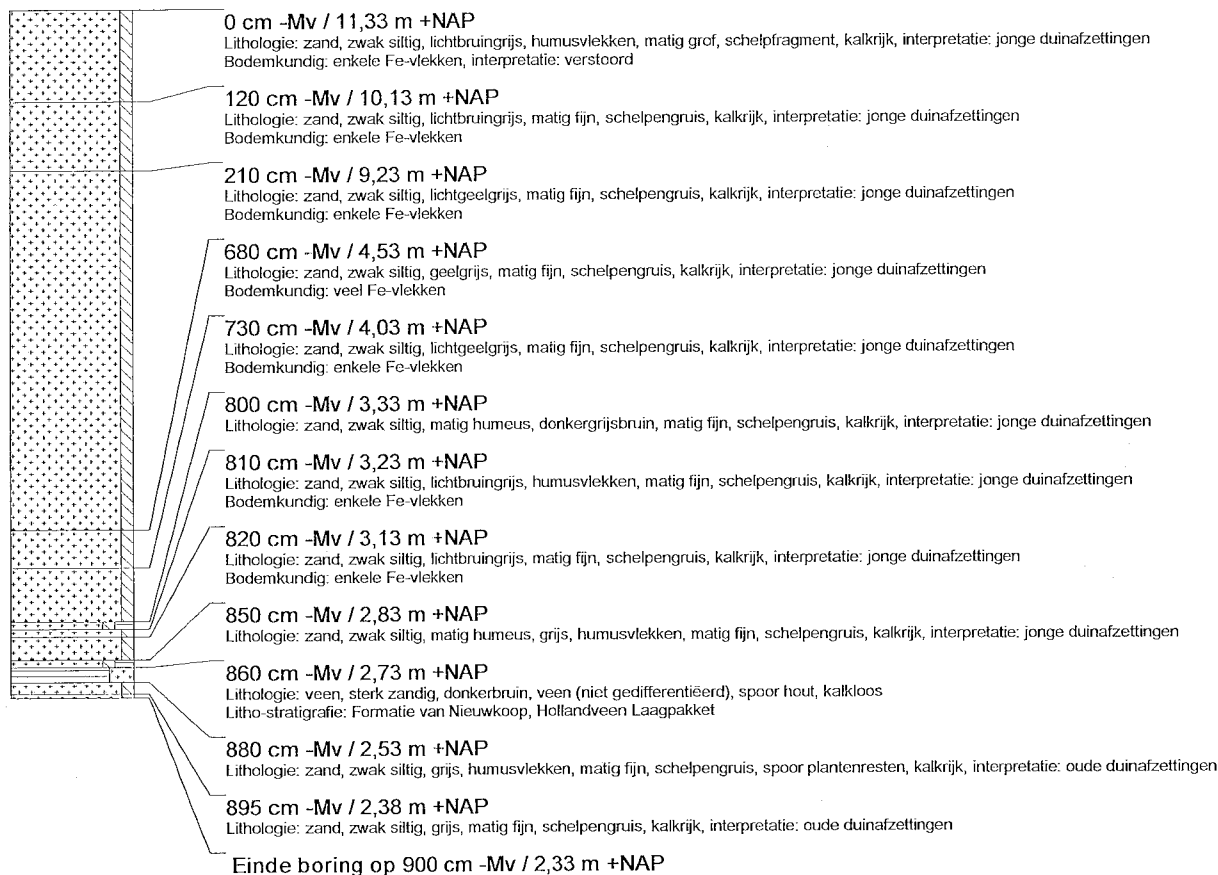 0 cm -Mv / 11,33 m +NAP
Lithologie: zand, zwak siltig, lichtbruingrijs, humusvlekken, matig grof, schelpfragment, kalkrijk, interpretatie: jonge duinafzettingen
Bodemkundig: enkele Fe-vlekken, interpretatie: verstoord
120 cm -Mv / 10,13 m +NAP
Lithologie: zand, zwak siltig, lichtbruingrijs, matig fijn, schelpengruis, kalkrijk, interpretatie: jonge duinafzettingen
Bodemkundig: enkele Fe-vlekken
210 cm -Mv / 9,23 m +NAP
Lithologie: zand, zwak siltig, lichtgeelgrijs, matig fijn, schelpengruis, kalkrijk, interpretatie: jonge duinafzettingen
Bodemkundig: enkele Fe-vlekken
680 cm -Mv / 4,53 m +NAP
Lithologie: zand, zwak siltig, geelgrijs, matig fijn, schelpengruis, kalkrijk, interpretatie: jonge duinafzettingen
Bodemkundig: veel Fe-vlekken
730 cm -Mv / 4,03 m +NAP
Lithologie: zand, zwak siltig, lichtgeelgrijs, matig fijn, schelpengruis, kalkrijk, interpretatie: jonge duinafzettingen
Bodemkundig: enkele Fe-vlekken
800 cm -Mv / 3,33 m +NAP
Lithologie: zand, zwak siltig, matig humeus, donkergrijsbruin, matig fijn, schelpengruis, kalkrijk, interpretatie: jonge duinafzettingen
810 cm -Mv / 3,23 m +NAP
Lithologie: zand, zwak siltig, lichtbruingrijs, humusvlekken, matig fijn, schelpengruis, kalkrijk, interpretatie: jonge duinafzettingen
Bodemkundig: enkele Fe-vlekken
820 cm -Mv / 3,13 m +NAP
Lithologie: zand, zwak siltig, lichtbruingrijs, matig fijn, schelpengruis, kalkrijk, interpretatie: jonge duinafzettingen
Bodemkundig: enkele Fe-vlekken
850 cm -Mv / 2,83 m +NAP
Lithologie: zand, zwak siltig, matig humeus, grijs, humusvlekken, matig fijn, schelpengruis, kalkrijk, interpretatie: jonge duinafzettingen
860 cm -Mv / 2,73 m +NAP
Lithologie: veen, sterk zandig, donkerbruin, veen (niet gedifferentiëerd), spoor hout, kalkloos
Litho-stratigrafie: Formatie van Nieuwkoop, Hollandveen Laagpakket
880 cm -Mv / 2,53 m +NAP
Lithologie: zand, zwak siltig, grijs, humusvlekken, matig fijn, schelpengruis, spoor plantenresten, kalkrijk, interpretatie: oude duinafzettingen
895 cm -Mv / 2,38 m +NAP
Lithologie: zand, zwak siltig, grijs, matig fijn, schelpengruis, kalkrijk, interpretatie: oude duinafzettingen
Einde boring op 900 cm -Mv / 2,33 m +NAP